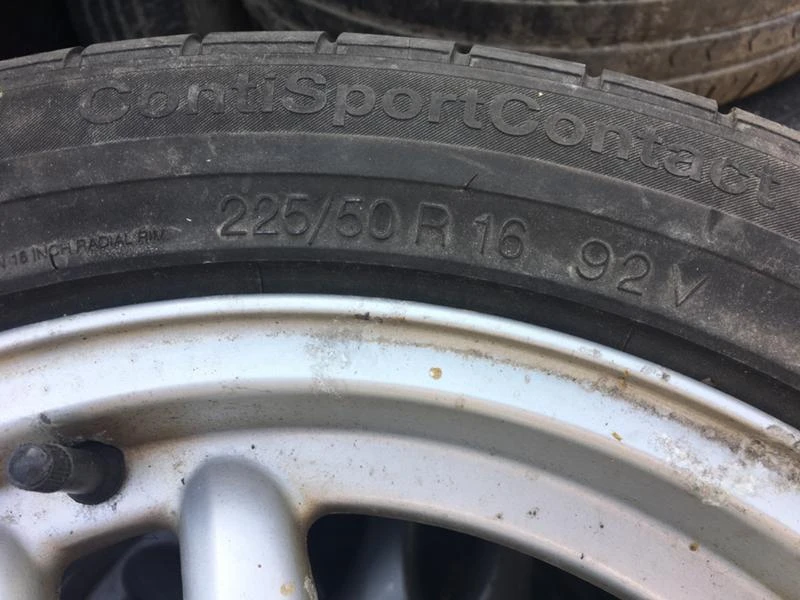 ContiSportContact
225/50 R 16 92 V
16 INCH RADIAL RIM